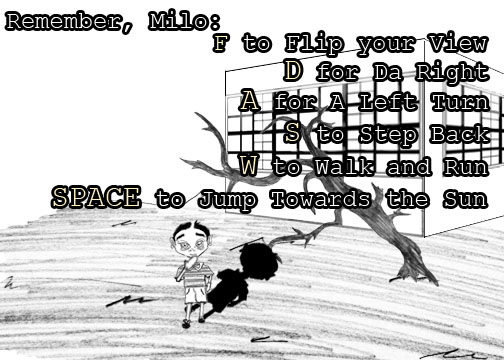 Remember, Milo:
F to Flip your View
D for Da Right
A for A Left Turn
S to Step Back
W to Walk and Run
SPACE to Jump Towards the Sun